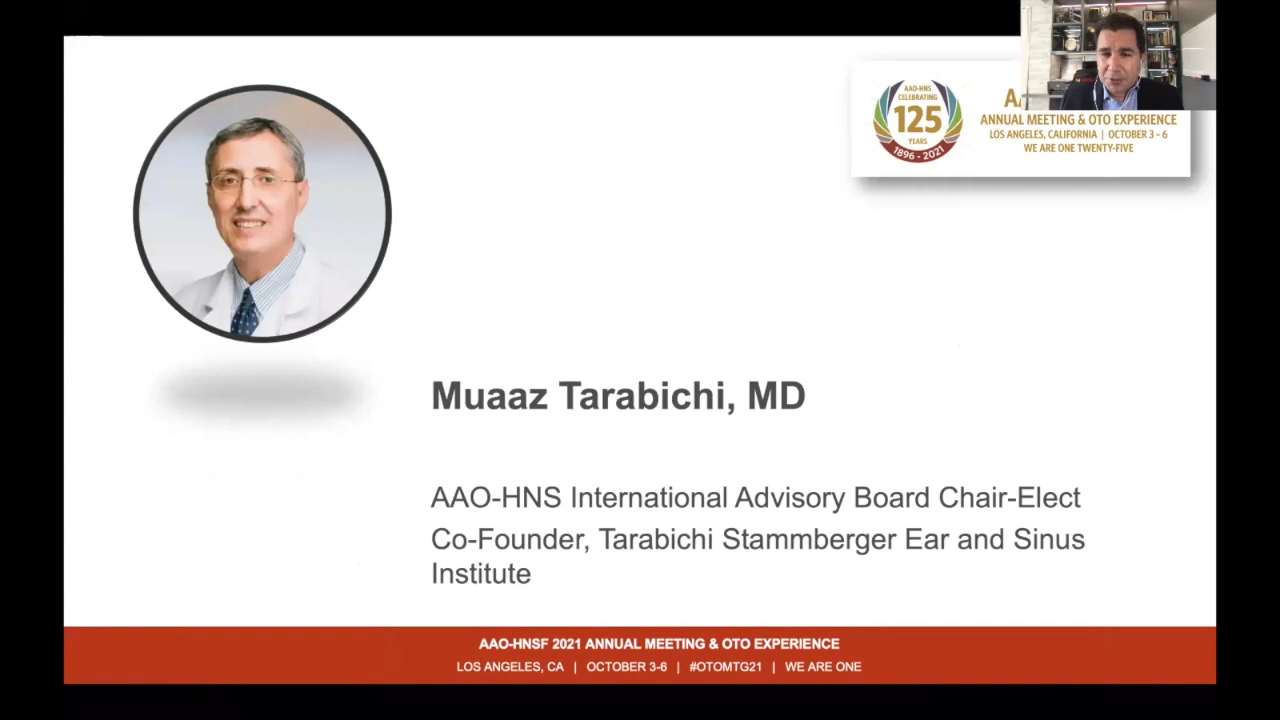 AAO-HNS
CELEBRATING
125
YEARS
1896 - 2021
ANNUAL MEETING & OTO EXPERIENCE
LOS ANGELES, CALIFORNIA | OCTOBER 3 - 6
WE ARE ONE TWENTY-FIVE
Muaaz Tarabichi, MD
AAO-HNS International Advisory Board Chair-Elect
Co-Founder, Tarabichi Stammberger Ear and Sinus
Institute
AAO-HNSF 2021 ANNUAL MEETING & OTO EXPERIENCE
LOS ANGELES, CA | OCTOBER 3-6 | #OTOMTG21 | WE ARE ONE